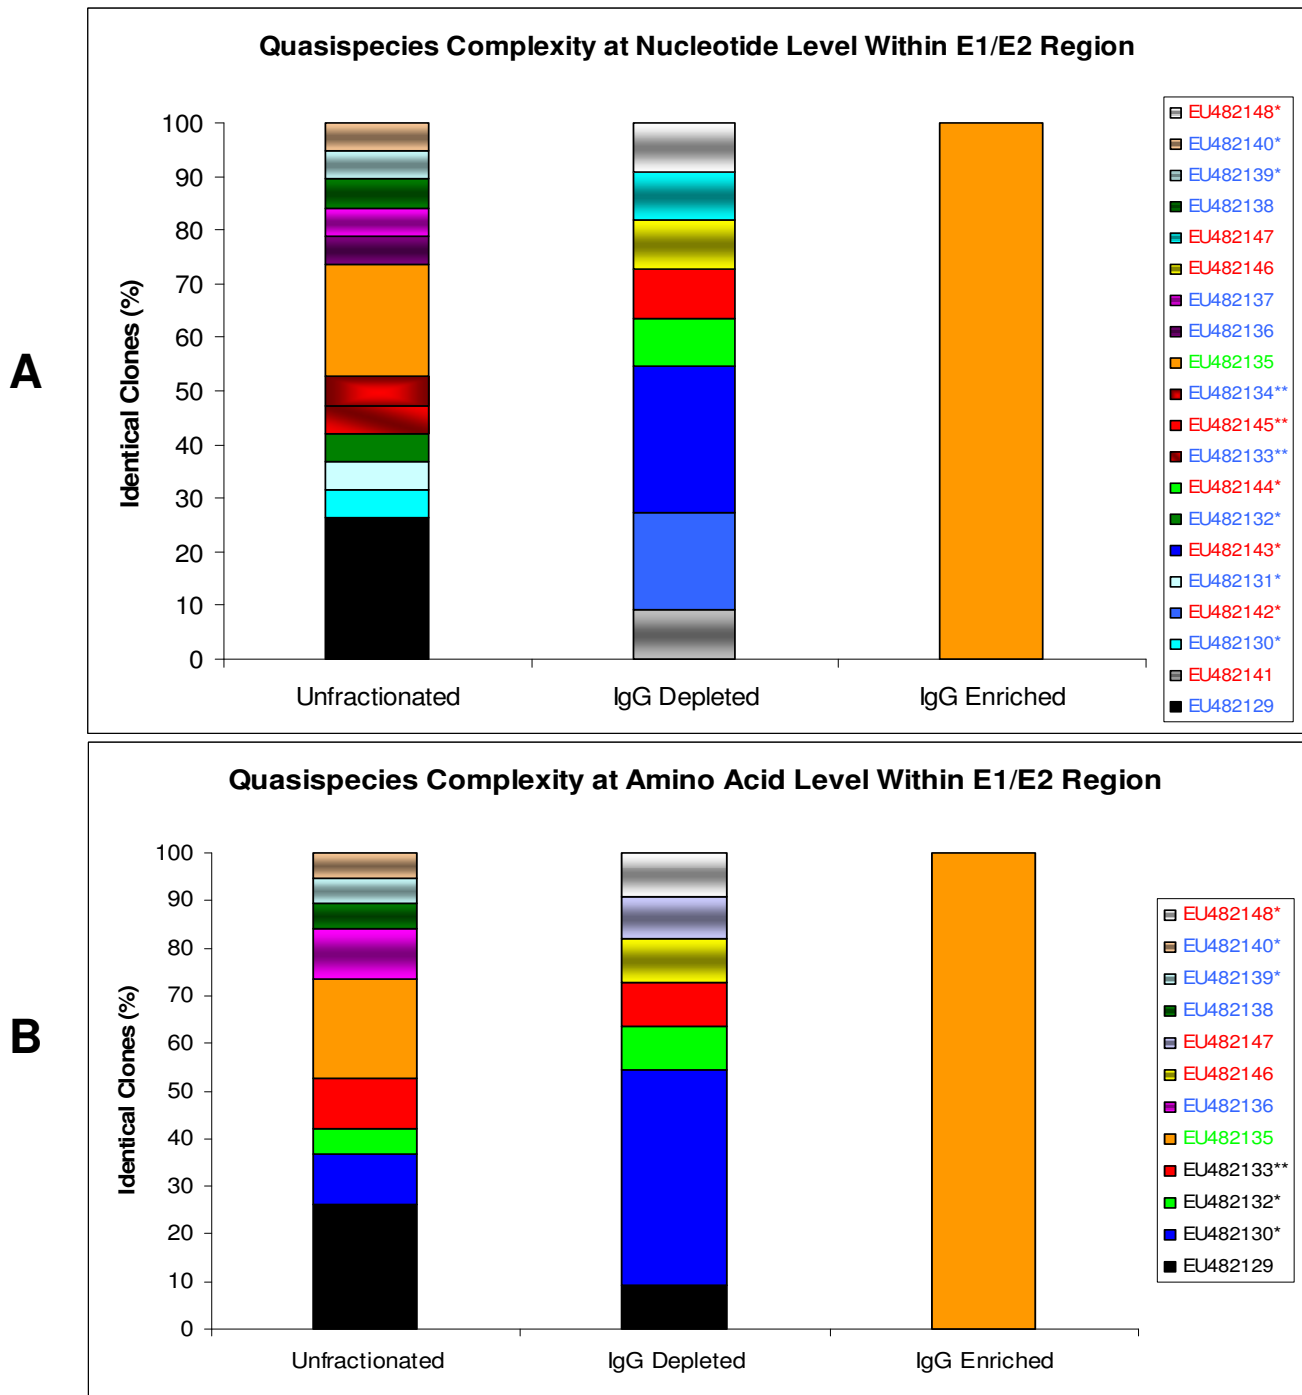 Quasispecies Complexity at Nucleotide Level Within E1/E2 Region
A
Identical Clones (%)
100
90
80
70
60
50
40
30
20
10
0
Unfractionated
IgG Depleted
IgG Enriched
EU482148*
EU482140*
EU482139*
EU482138
EU482147
EU482146
EU482137
EU482136
EU482135
EU482134**
EU482145**
EU482133**
EU482144*
EU482132*
EU482143*
EU482131*
EU482142*
EU482130*
EU482141
EU482129
Quasispecies Complexity at Amino Acid Level Within E1/E2 Region
B
Identical Clones (%)
100
90
80
70
60
50
40
30
20
10
0
Unfractionated
IgG Depleted
IgG Enriched
EU482148*
EU482140*
EU482139*
EU482138
EU482147
EU482146
EU482136
EU482135
EU482133**
EU482132*
EU482130*
EU482129